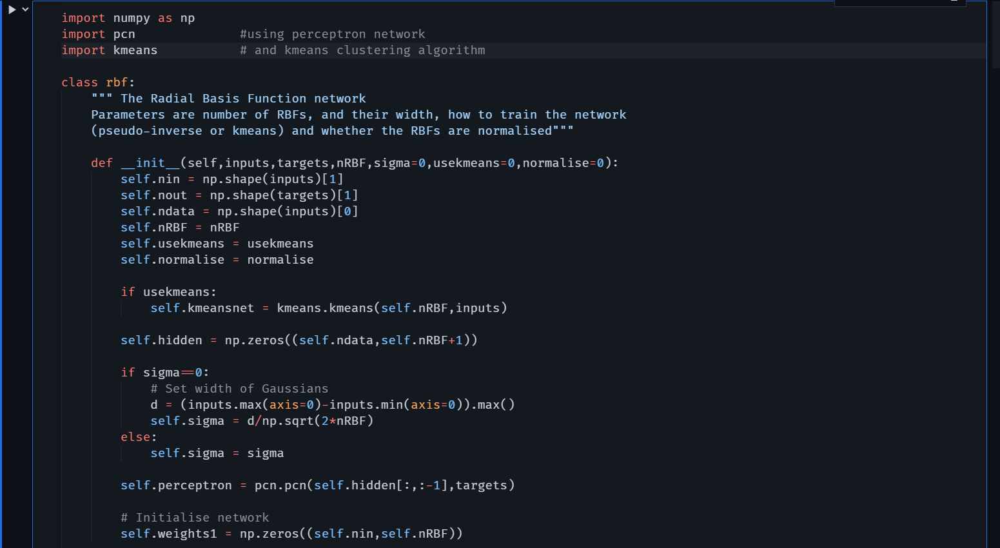 import numpy as np
import pcn              #using perceptron network
import kmeans           # and kmeans clustering algorithm

class rbf:
    """ The Radial Basis Function network
    Parameters are number of RBFs, and their width, how to train the network
    (pseudo-inverse or kmeans) and whether the RBFs are normalised"""

    def __init__(self,inputs,targets,nRBF,sigma=0,usekmeans=0,normalise=0):
        self.nin = np.shape(inputs)[1]
        self.nout = np.shape(targets)[1]
        self.ndata = np.shape(inputs)[0]
        self.nRBF = nRBF
        self.usekmeans = usekmeans
        self.normalise = normalise

        if usekmeans:
            self.kmeansnet = kmeans.kmeans(self.nRBF,inputs)

        self.hidden = np.zeros((self.ndata,self.nRBF+1))

        if sigma==0:
            # Set width of Gaussians
            d = (inputs.max(axis=0)-inputs.min(axis=0)).max()
            self.sigma = d/np.sqrt(2*nRBF)
        else:
            self.sigma = sigma

        self.perceptron = pcn.pcn(self.hidden[:,:-1],targets)

        # Initialise network
        self.weights1 = np.zeros((self.nin,self.nRBF))